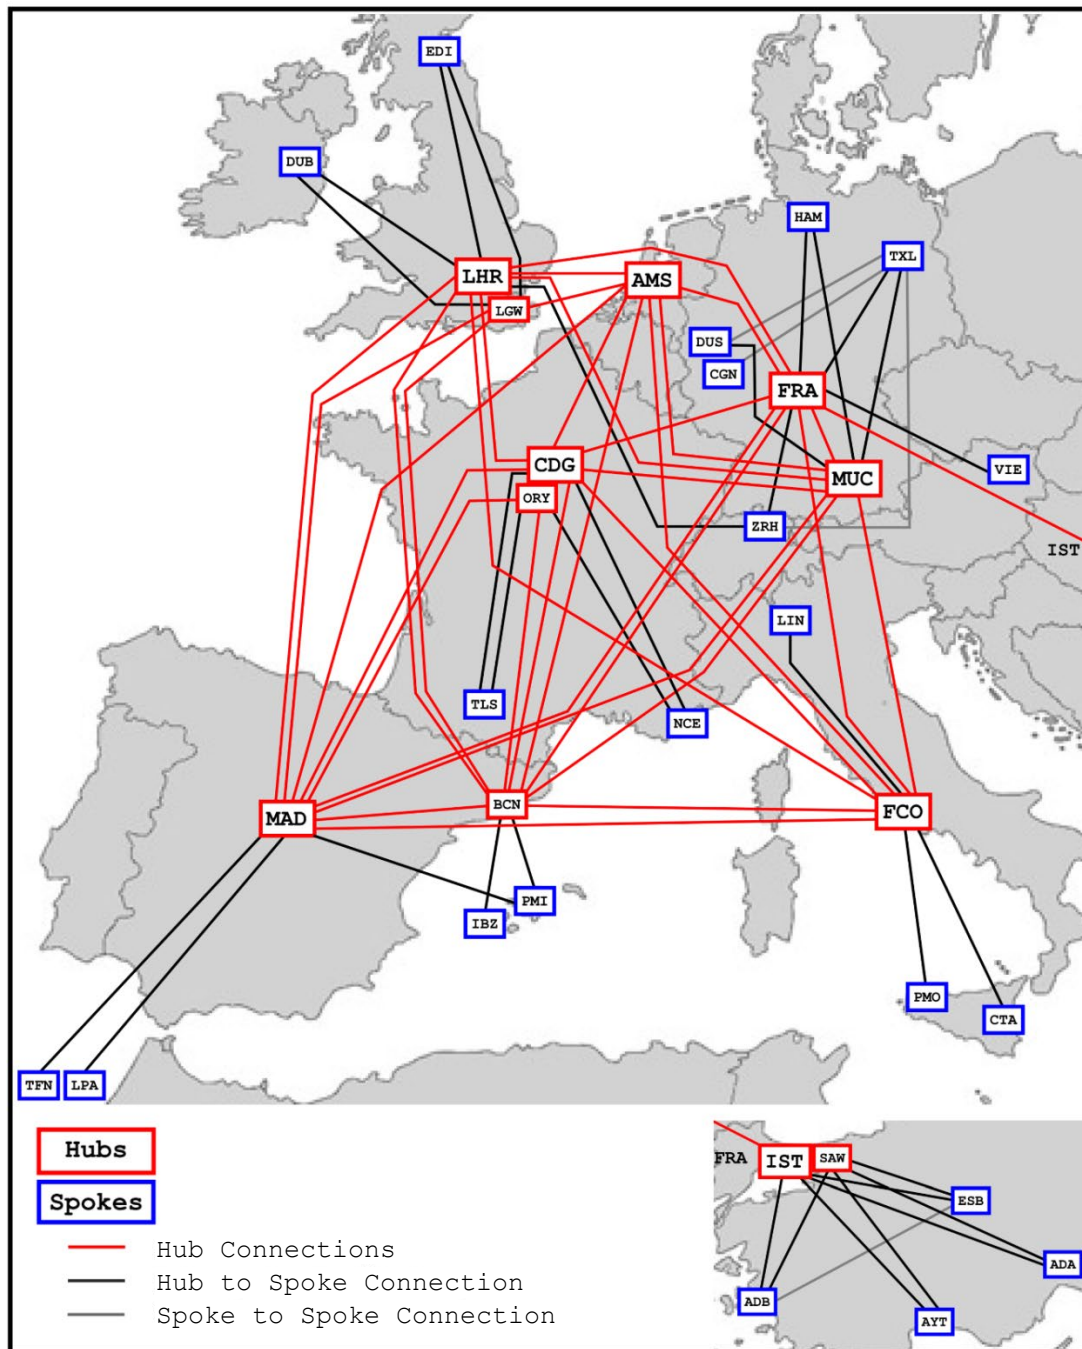 EDI
DUB
HAM
TXL
LHR
AMS
LGW
DUS
CGN
FRA
CDG
MUC
VIE
ORY
ZRH
IST
LIN
TLS
NCE
MAD
BCN
FCO
PMI
IBZ
PMO
CTA
TFN
LPA
Hubs
Spokes
Hub Connections
Hub to Spoke Connection
Spoke to Spoke Connection
FRA
IST
SAW
ESB
ADA
ADB
AYT